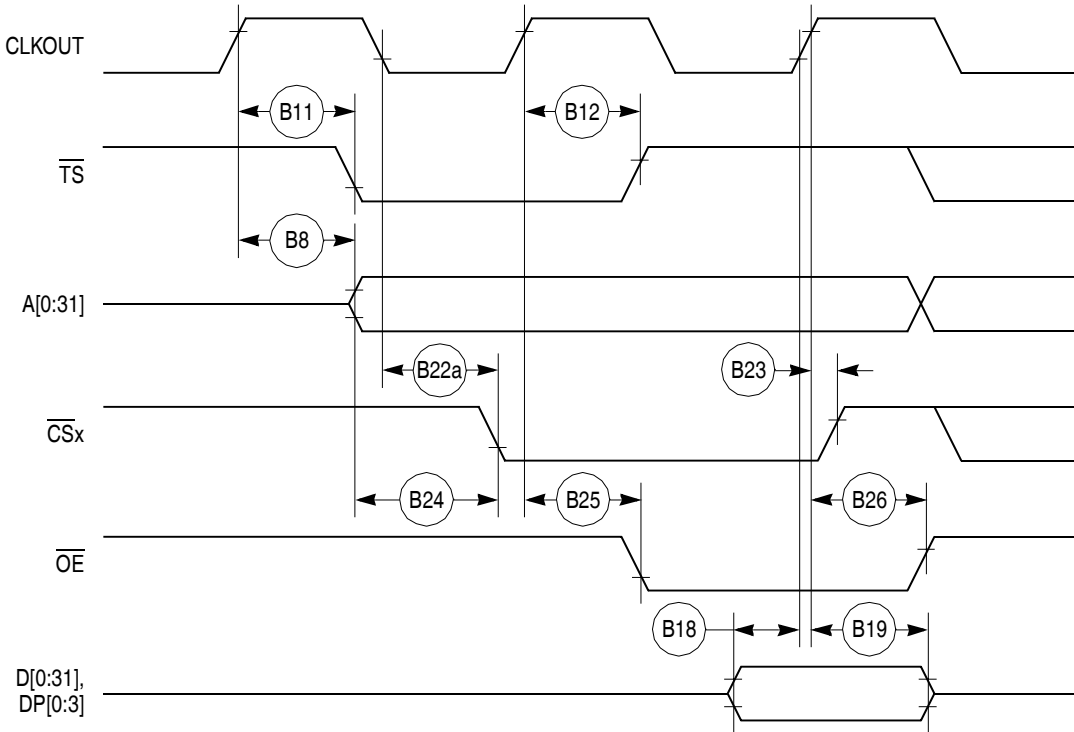 CLKOUT
B11
B12
TS
B8
A[0:31]
B22a
B23
CSx
B24
B25
B26
OE
B18
B19
D[0:31],
DP[0:3]